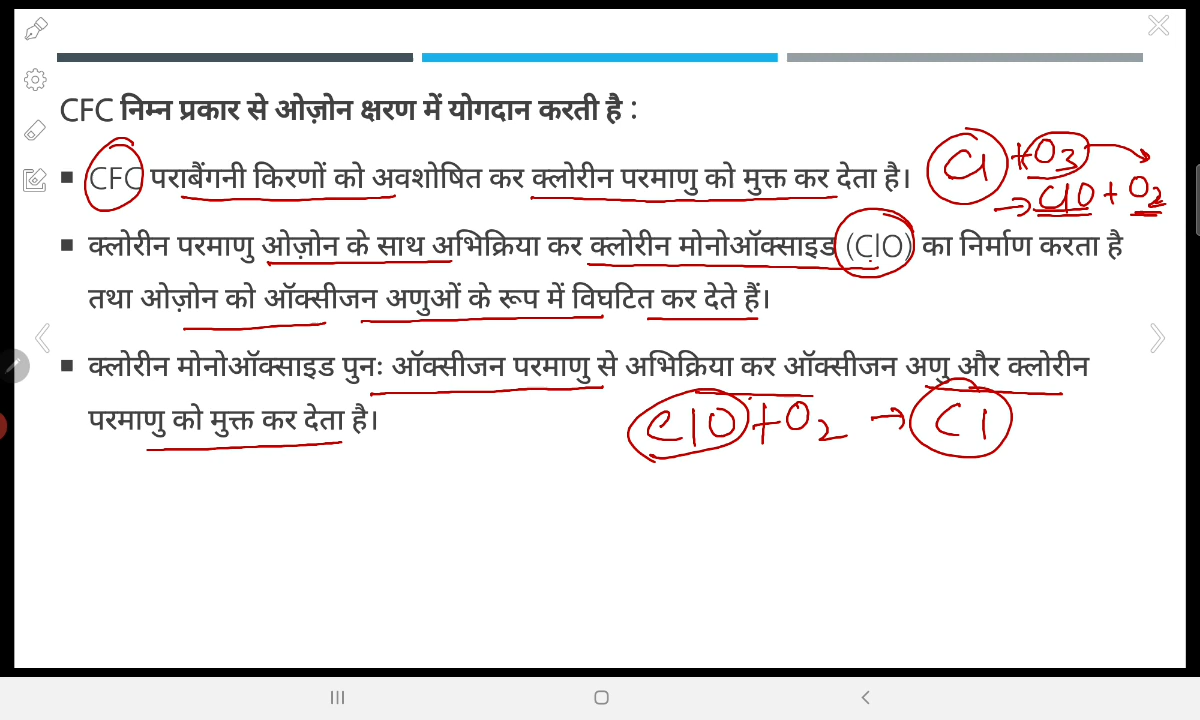 CFC निम्न प्रकार से ओज़ोन क्षरण में योगदान करती है :
CFC पराबैंगनी किरणों को अवशोषित कर क्लोरीन परमाणु को मुक्त कर देता है।
Cl + O3
→ ClO + O2
क्लोरीन परमाणु ओज़ोन के साथ अभिक्रिया कर क्लोरीन मोनोऑक्साइड (ClO) का निर्माण करता है
तथा ओज़ोन को ऑक्सीजन अणुओं के रूप में विघटित कर देते हैं।
क्लोरीन मोनोऑक्साइड पुनः ऑक्सीजन परमाणु से अभिक्रिया कर ऑक्सीजन अणु और क्लोरीन
परमाणु को मुक्त कर देता है।
ClO + O2 → Cl